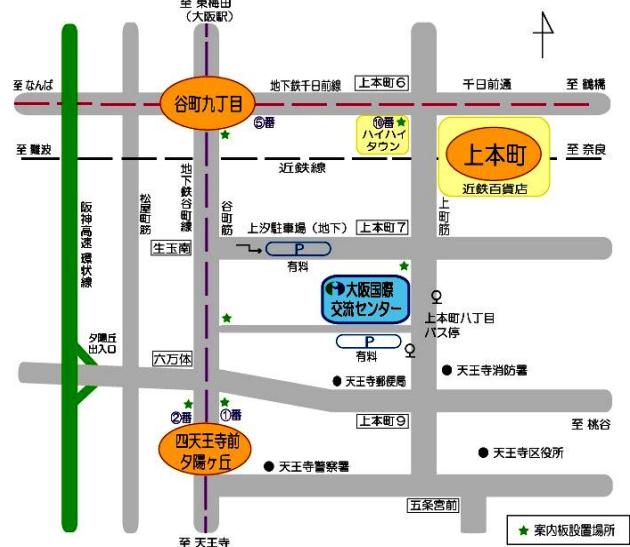 至 東梅田
(大阪駅)
至 なんば
谷町九丁目
地下鉄千日前線
上本町6
千日前通
至 鶴橋
⑤番
⑩番
ハイハイ
タウン
上本町
近鉄百貨店
至 難波
近鉄線
至 奈良
阪神高速 環状線
松屋町筋
地下鉄谷町線
谷町筋
上町筋
生玉南
上汐駐車場(地下)
P
有料
上本町7
大阪国際
交流センター
上本町八丁目
バス停
P
有料
夕陽丘
出入口
六万体
天王寺郵便局
天王寺消防署
②番
①番
上本町9
至 桃谷
四天王寺前
夕陽ヶ丘
天王寺警察署
天王寺区役所
五条宮前
至 天王寺
★ 案内板設置場所